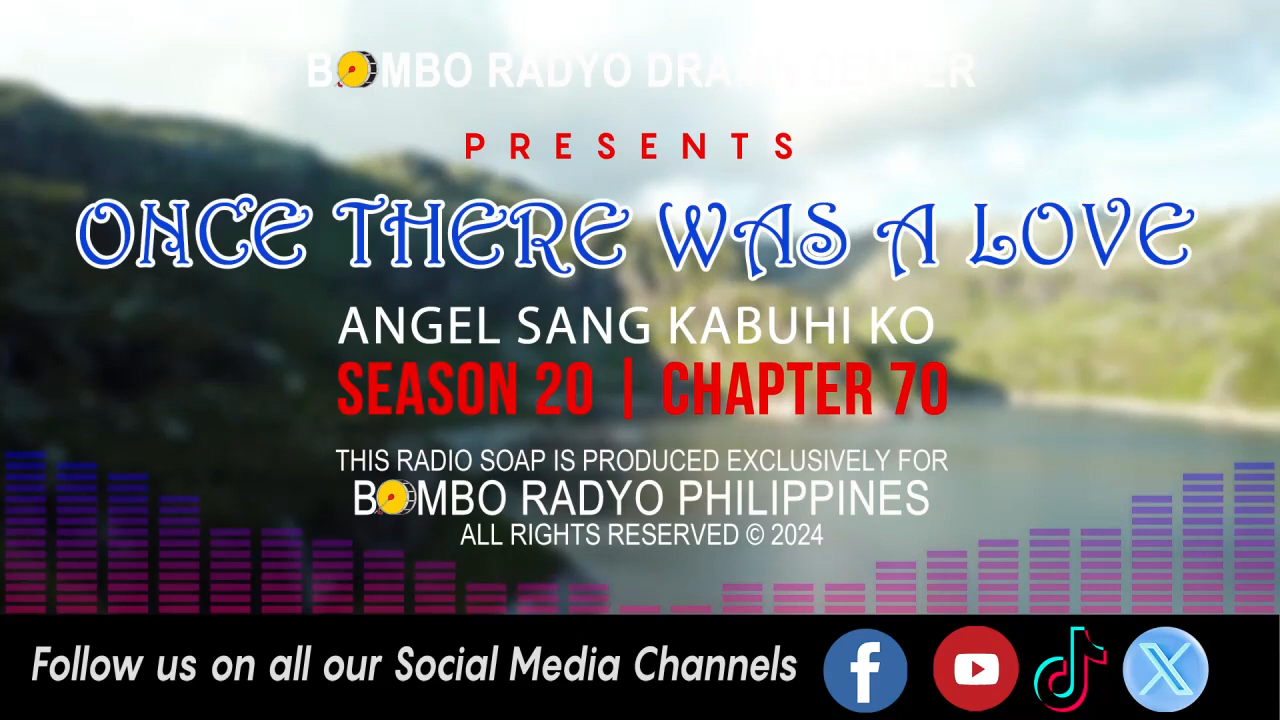 BOMBO RADYO
PRESENTS
ONCE THERE WAS A LOVE
ANGEL SANG KABUHI KO
SEASON 20 | CHAPTER 70
THIS RADIO SOAP IS PRODUCED EXCLUSIVELY FOR
BOMBO RADYO PHILIPPINES
ALL RIGHTS RESERVED © 2024
Follow us on all our Social Media Channels